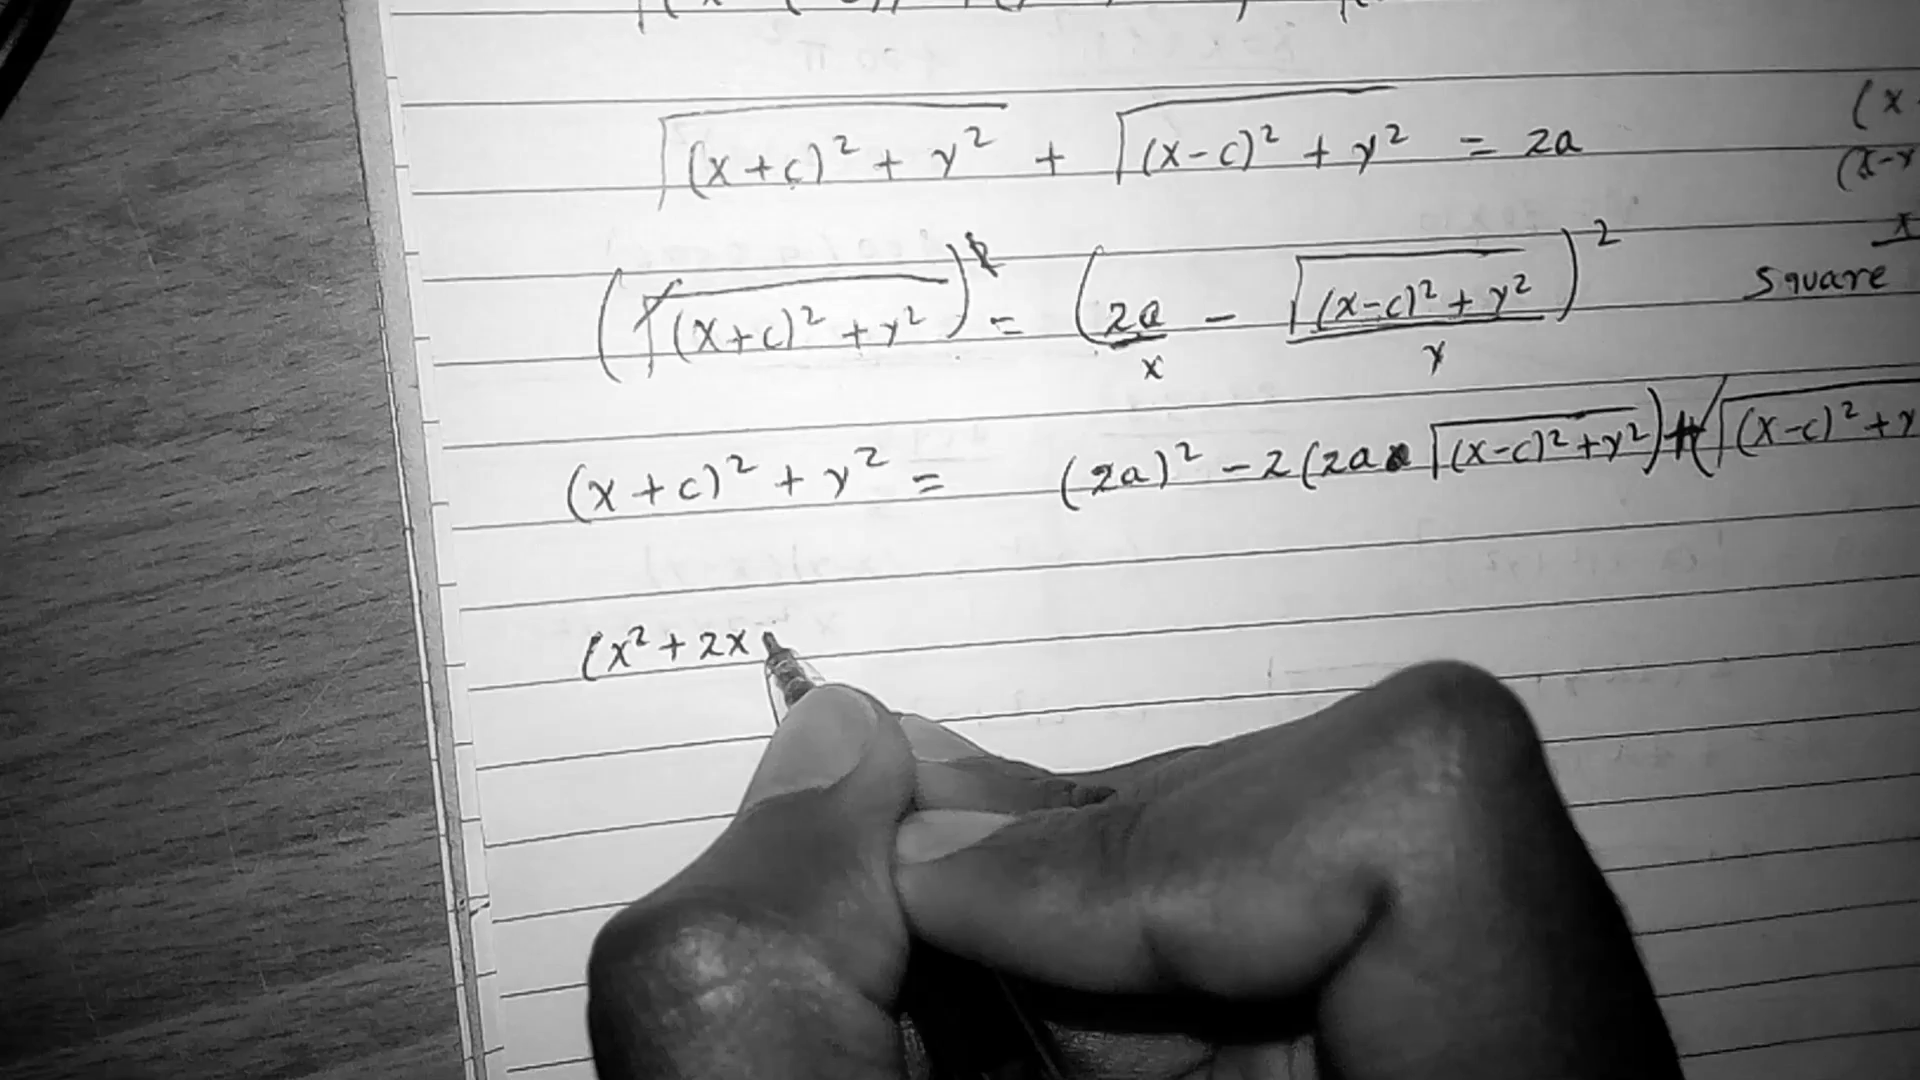 √(x+c)² + y² + √(x-c)² + y² = 2a
(√(x+c)² + y²)² = (2a - √(x-c)² + y²)²
Square
x y
(x+c)² + y² = (2a)² - 2(2a √(x-c)² + y²) + (√(x-c)² + y
(x² + 2x